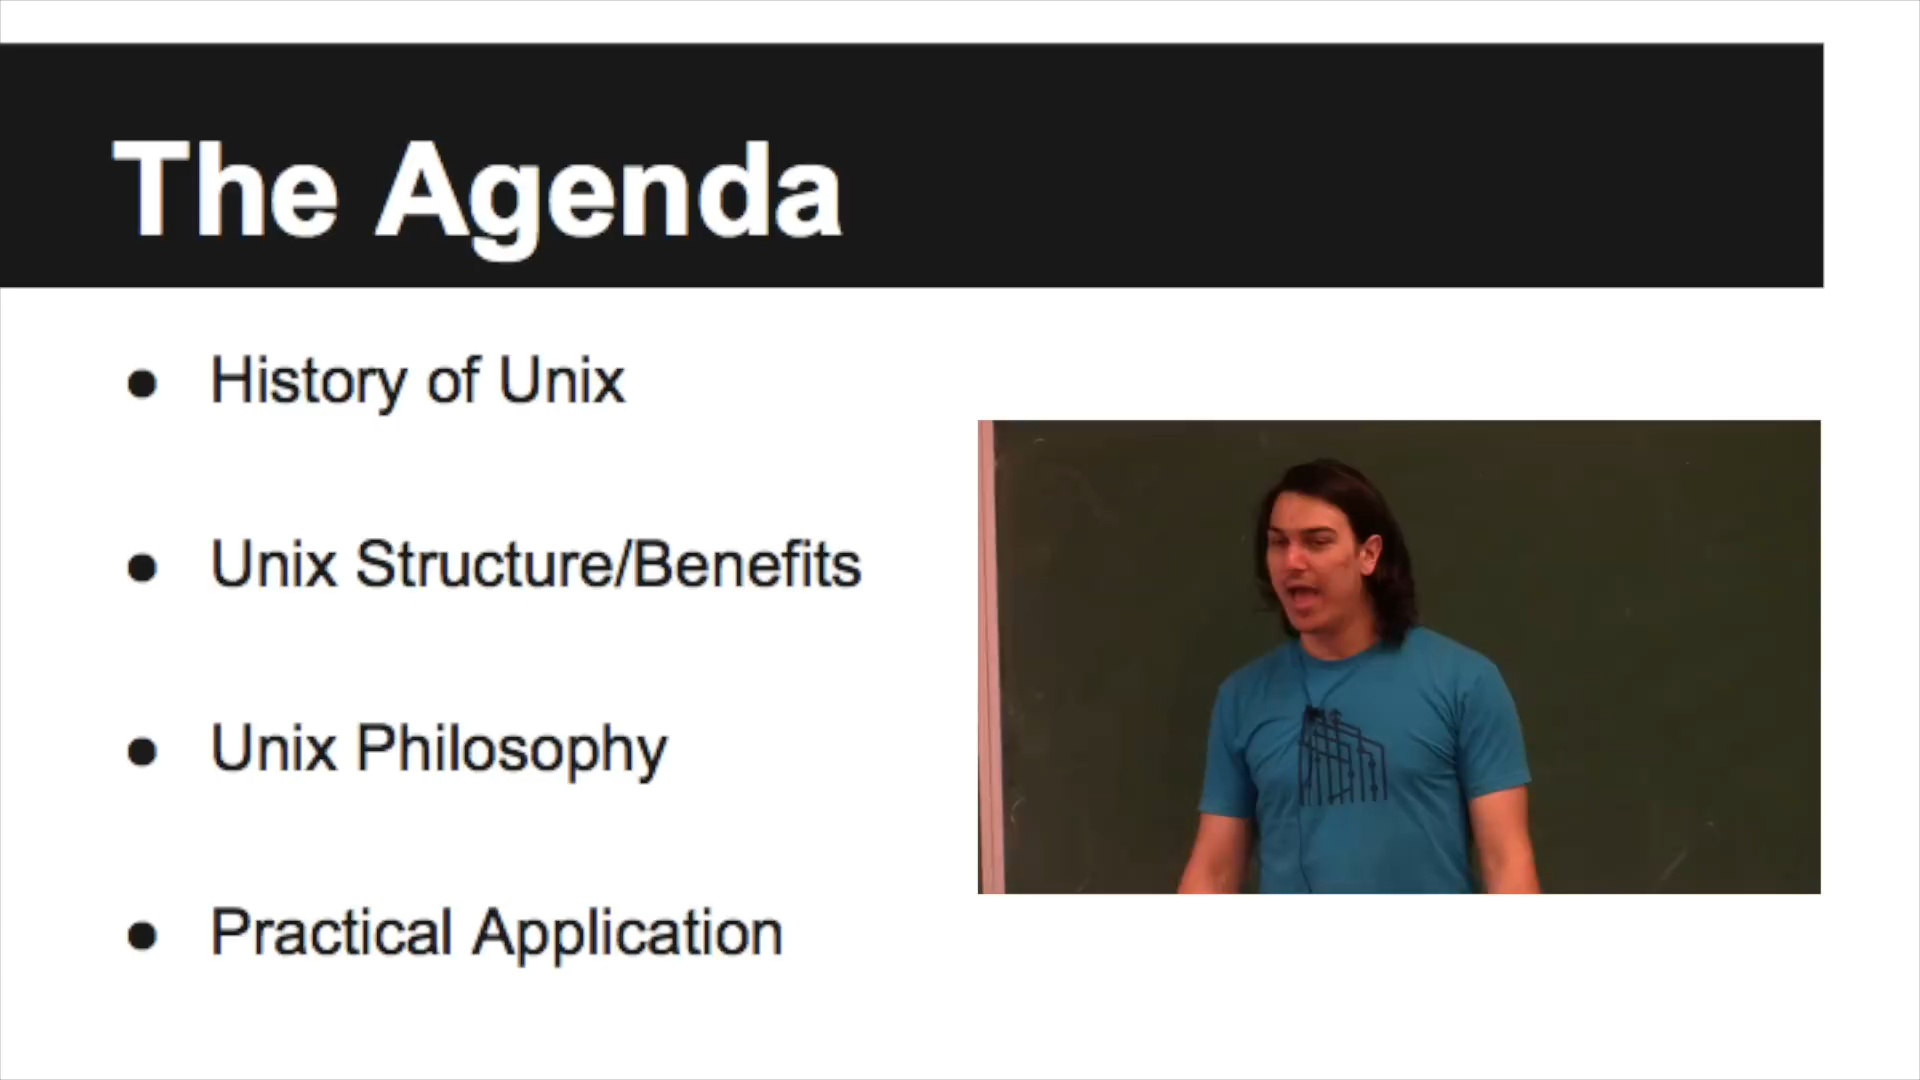 The Agenda
● History of Unix
● Unix Structure/Benefits
● Unix Philosophy
● Practical Application